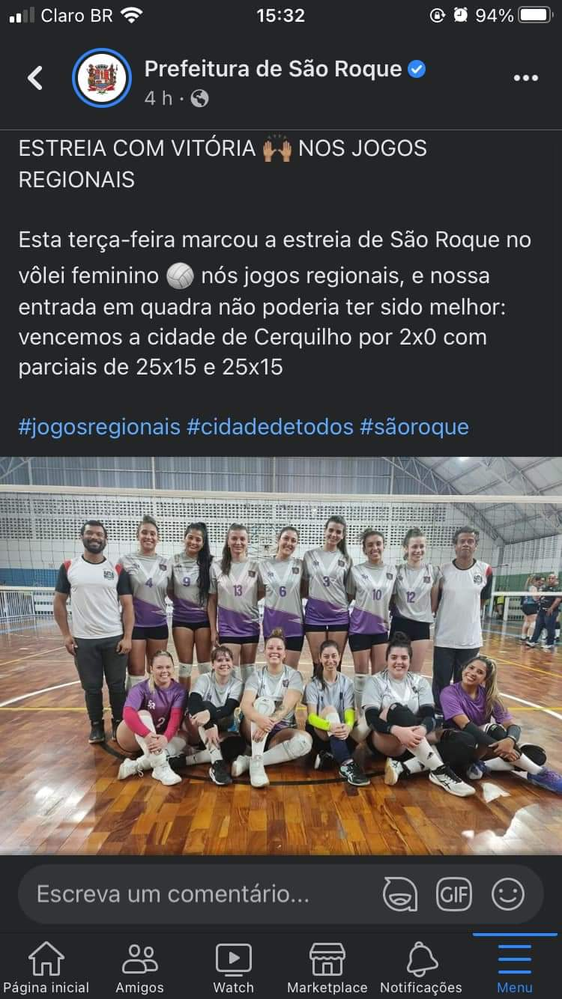 Claro BR 15:32 94%
Prefeitura de São Roque
4 h ·
ESTREIA COM VITÓRIA 🙌🏽 NOS JOGOS
REGIONAIS
Esta terça-feira marcou a estreia de São Roque no
vôlei feminino 🏐 nós jogos regionais, e nossa
entrada em quadra não poderia ter sido melhor:
vencemos a cidade de Cerquilho por 2x0 com
parciais de 25x15 e 25x15
#jogosregionais #cidadedetodos #sãoroque
4 9 13 6 3 10 12
SR 2
Escreva um comentário...
GIF
Página inicial Amigos Watch Marketplace Notificações Menu